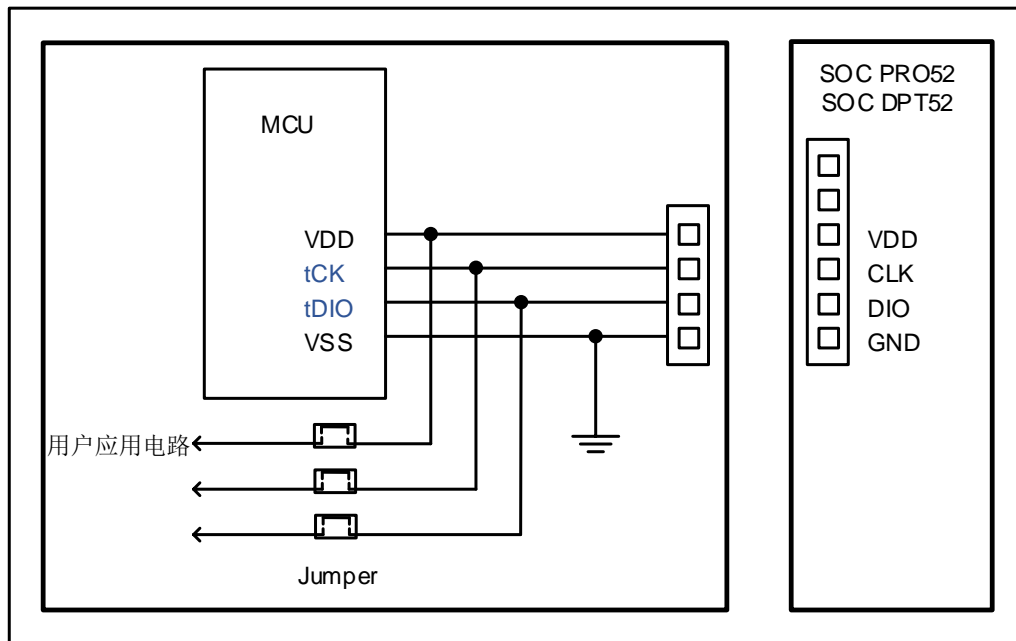 MCU
VDD
tCK
tDIO
VSS
用户应用电路
Jumper
SOC PRO52
SOC DPT52
VDD
CLK
DIO
GND